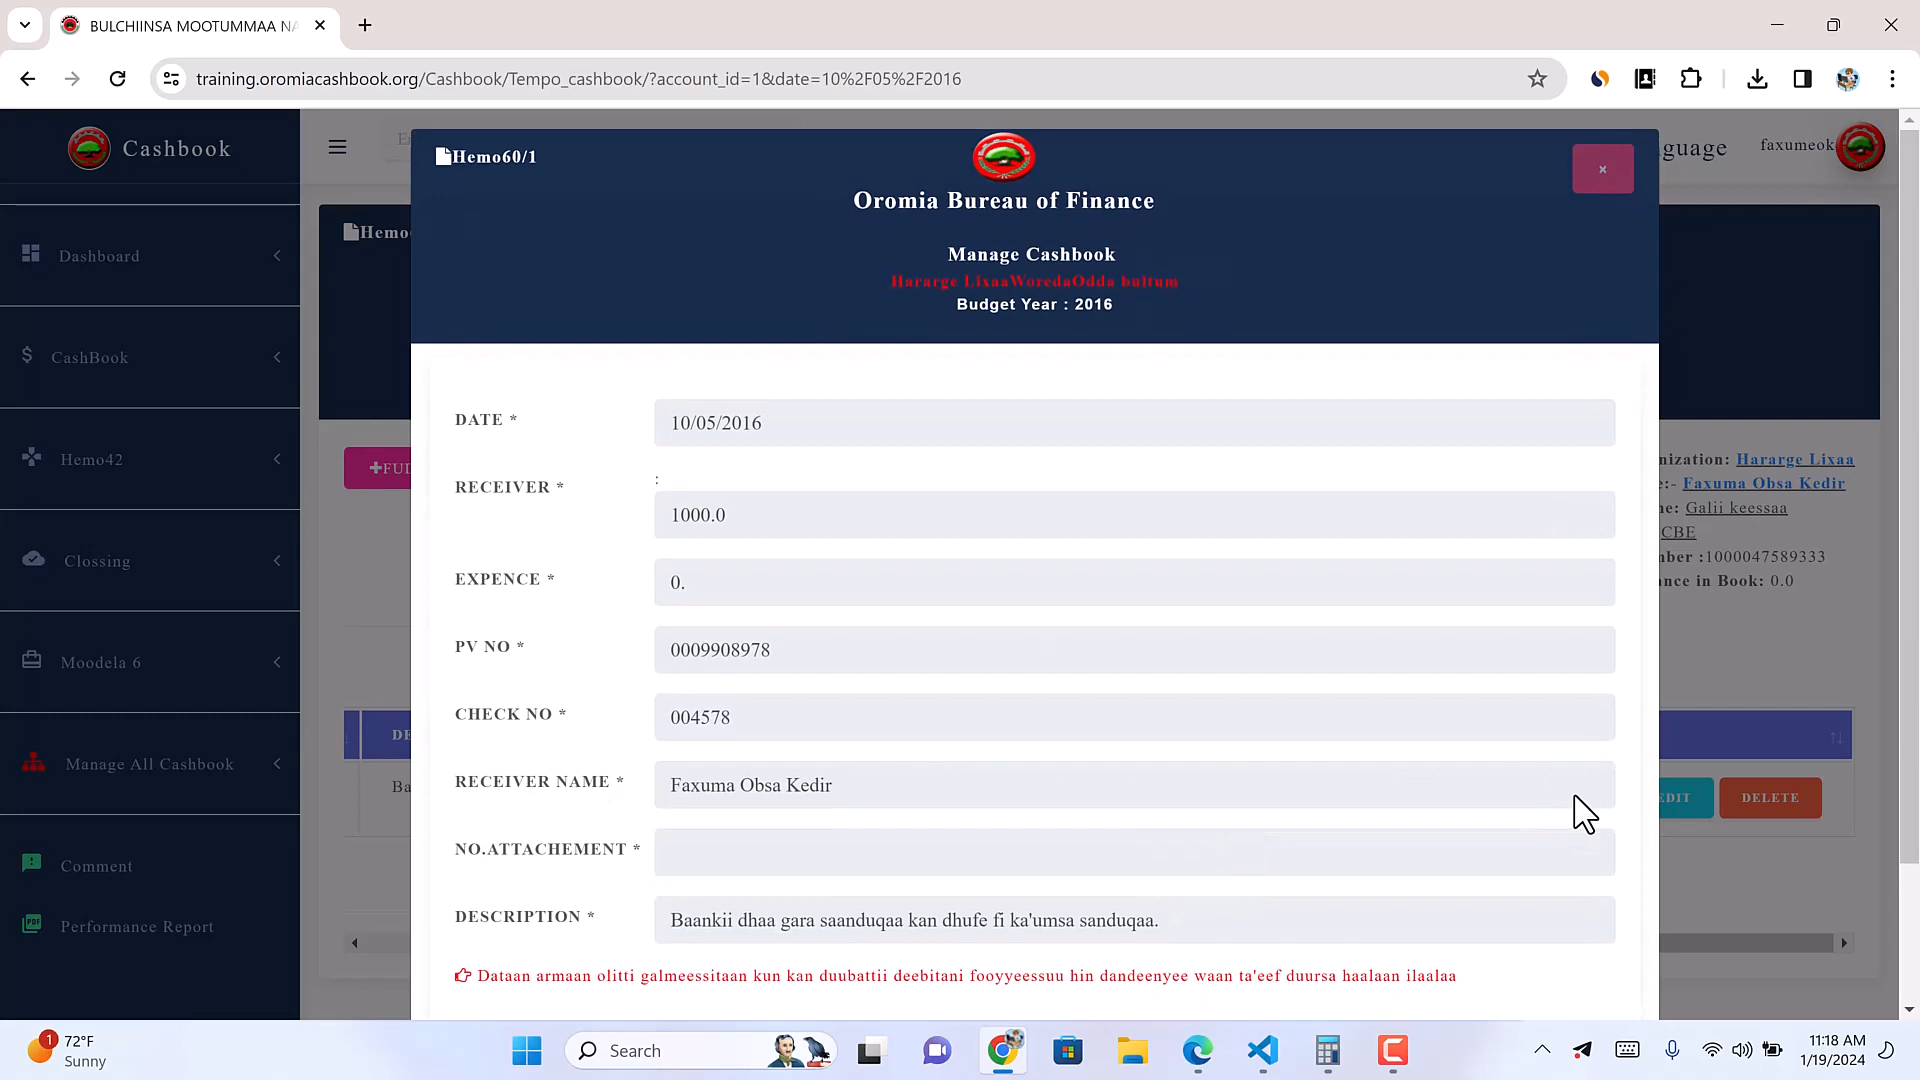 BULCHIINSA MOOTUMMAA NA
training.oromiacashbook.org/Cashbook/Tempo_cashbook/?account_id=1&date=10%2F05%2F2016
Cashbook
Dashboard
CashBook
Hemo42
Clossing
Moodela 6
Manage All Cashbook
Comment
Performance Report
guage
faxumeok
Hemo
Hemo60/1
×
Oromia Bureau of Finance
Manage Cashbook
Hararge LixaaWoredaOdda bultum
Budget Year : 2016
DATE *
10/05/2016
RECEIVER *
:
1000.0
EXPENCE *
0.
PV NO *
0009908978
CHECK NO *
004578
RECEIVER NAME *
Faxuma Obsa Kedir
NO.ATTACHEMENT *
DESCRIPTION *
Baankii dhaa gara saanduqaa kan dhufe fi ka'umsa sanduqaa.
Dataan armaan olitti galmeessitaan kun kan duubattii deebitani fooyyeessuu hin dandeenyee waan ta'eef duursa haalaan ilaalaa
FUL
nization: Hararge Lixaa
e:- Faxuma Obsa Kedir
ne: Galii keessaa
CBE
nber :1000047589333
ance in Book: 0.0
DE
Ba
EDIT
DELETE
1
72°F
Sunny
Search
11:18 AM
1/19/2024